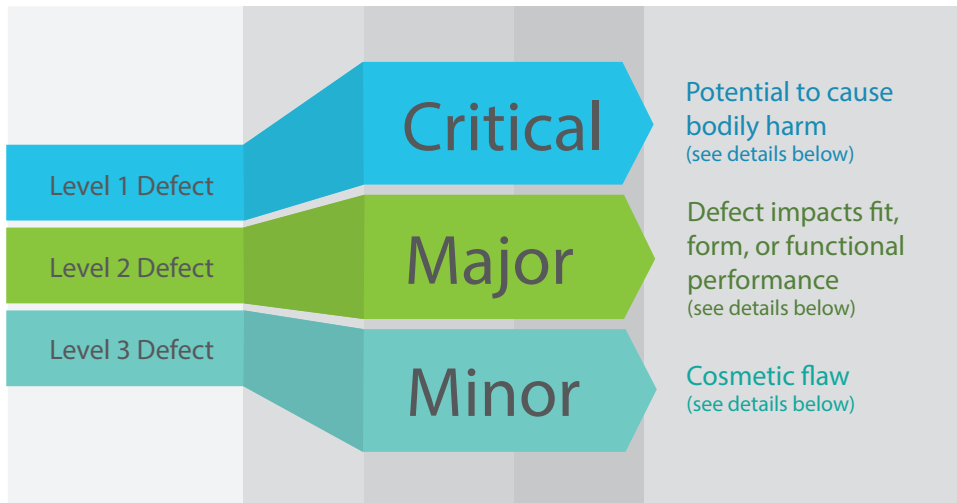 Level 1 Defect
Critical
Potential to cause
bodily harm
(see details below)
Level 2 Defect
Major
Defect impacts fit,
form, or functional
performance
(see details below)
Level 3 Defect
Minor
Cosmetic flaw
(see details below)